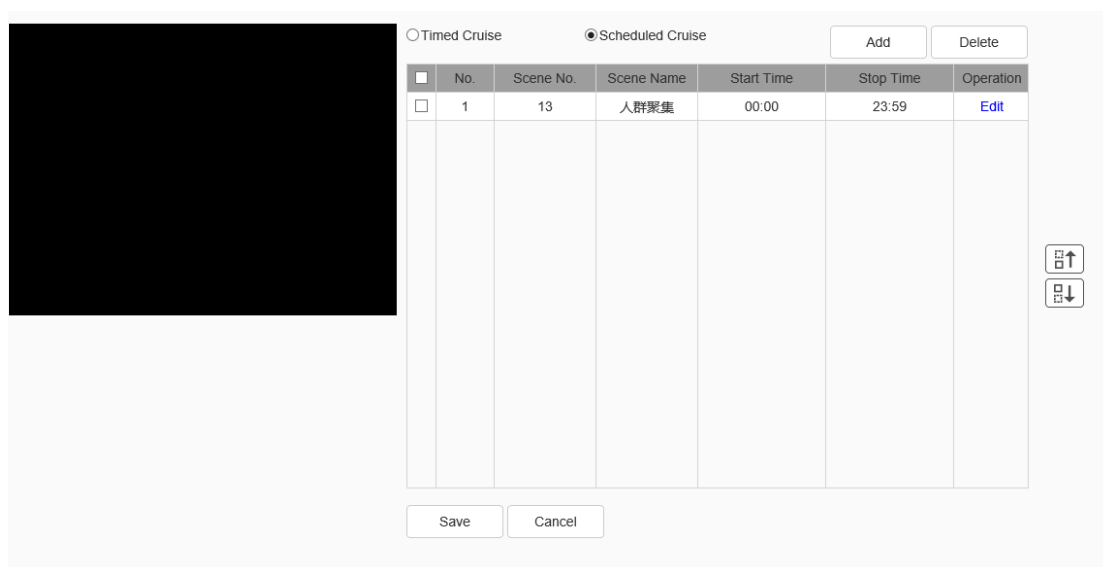 Timed Cruise Scheduled Cruise Add Delete
No. Scene No. Scene Name Start Time Stop Time Operation
1 13 人群聚集 00:00 23:59 Edit
Save Cancel